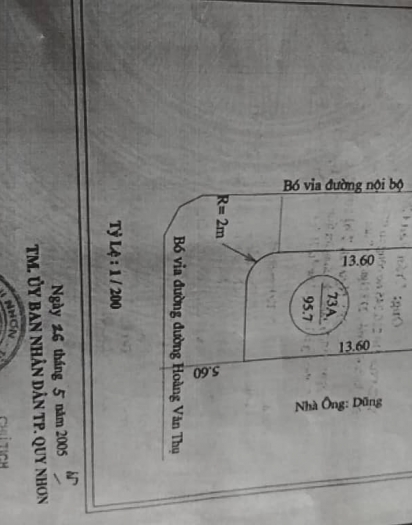 Bó vỉa đường nội bộ
R= 2m
13.60
73A
95.7
13.60
5.60
Bó vỉa đường đường Hoàng Văn Thụ
Nhà Ông: Dũng
Tỷ Lệ : 1 / 200
Ngày 26 tháng 5 năm 2005
TM. ỦY BAN NHÂN DÂN TP. QUY NHƠN
CHỦ TỊCH